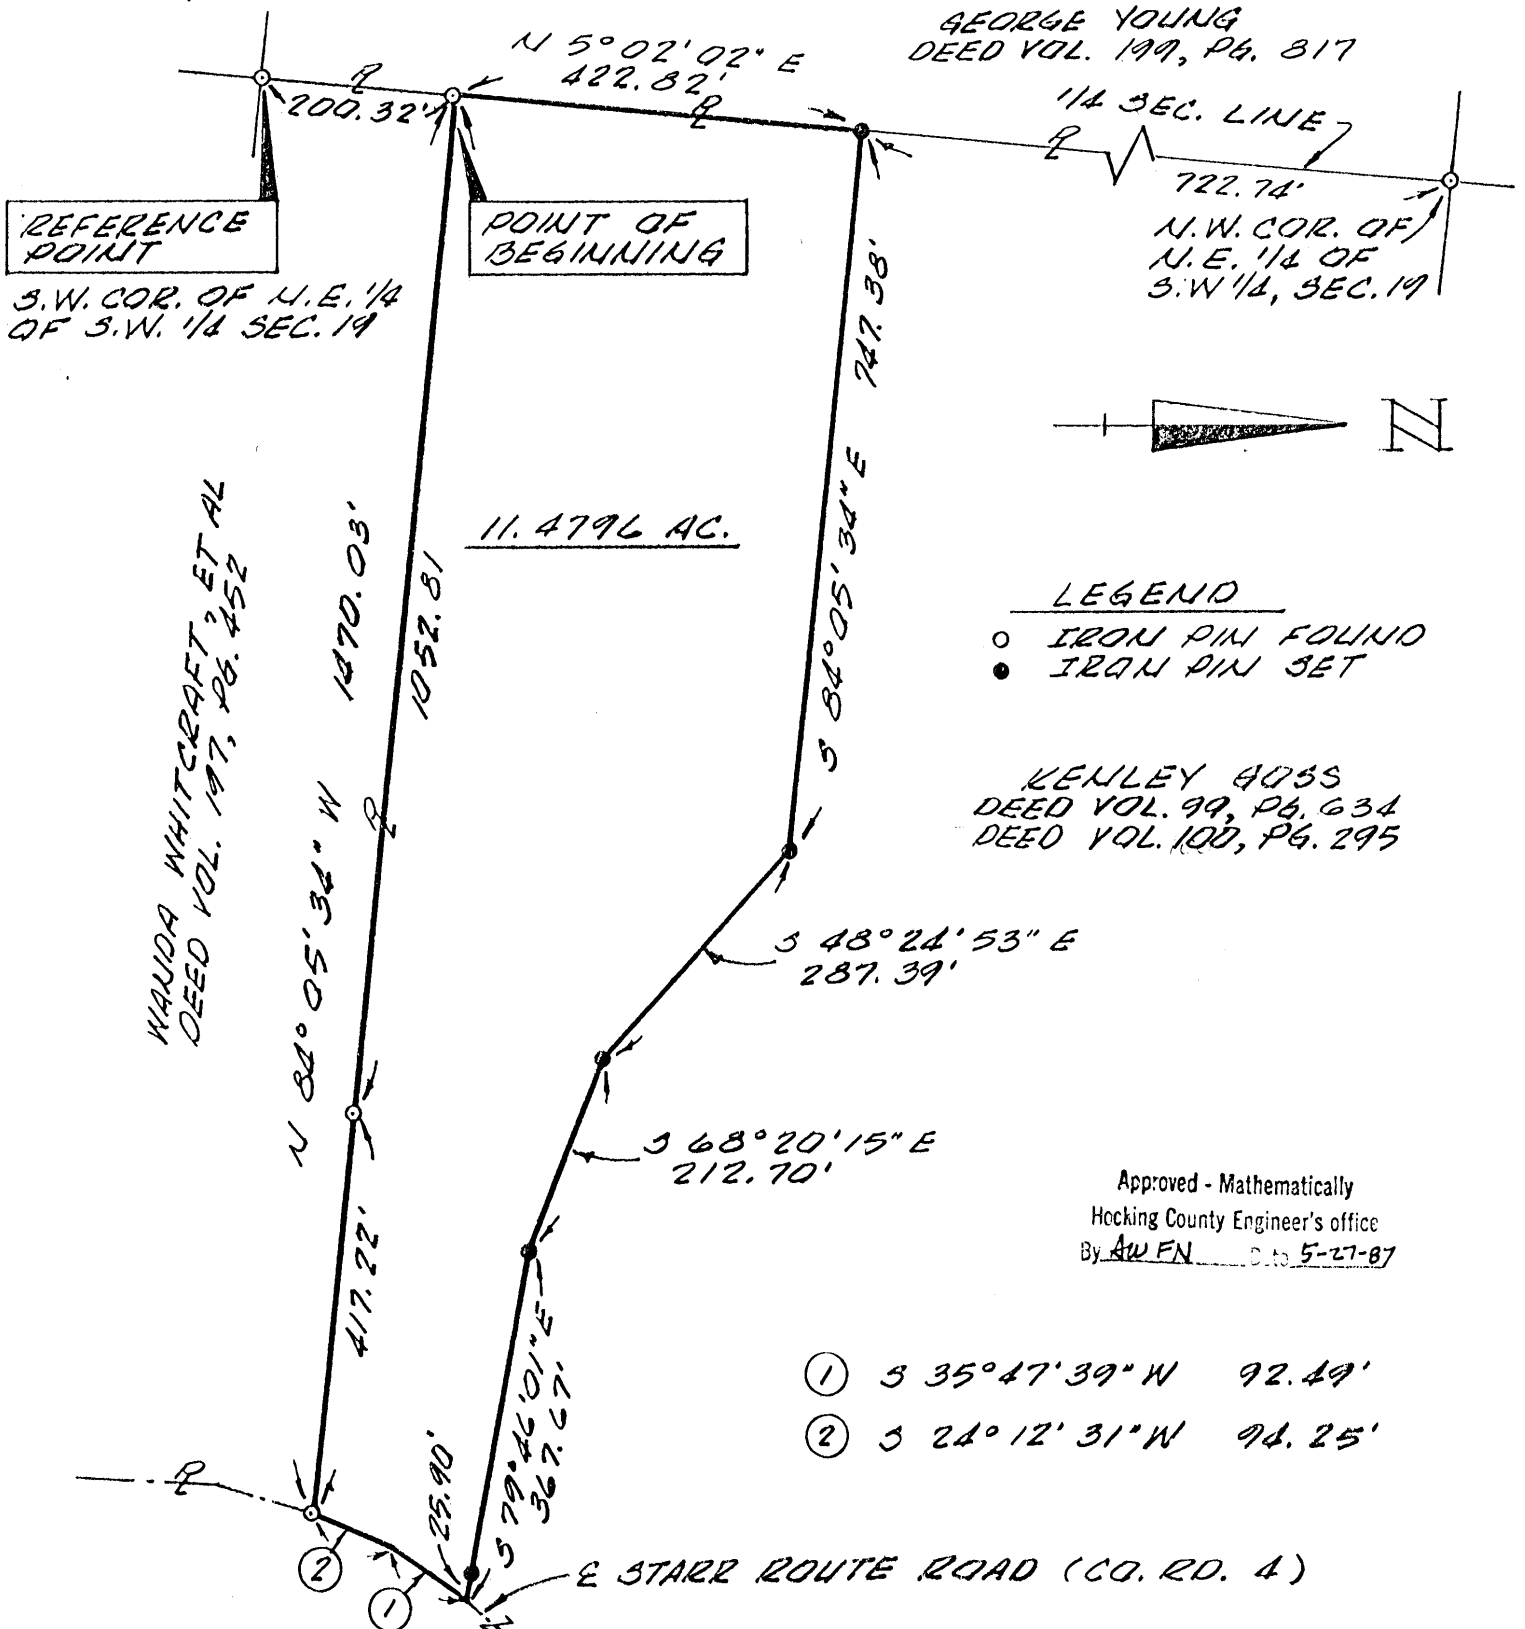 GEORGE YOUNG
DEED VOL. 199, PG. 817
N 5° 02' 02" E
422.82'
200.32'
1/4 SEC. LINE
722.74'
N.W. COR. OF
N.E. 1/4 OF
S.W 1/4, SEC. 19
REFERENCE
POINT
POINT OF
BEGINNING
S.W. COR. OF N.E. 1/4
OF S.W. 1/4 SEC. 19
S 84° 05' 34" E 747.38'
N
11.4796 AC.
WANDA WHITCRAFT, ET AL
DEED VOL. 197, PG. 452
N 84° 05' 34" W 1470.03'
1052.81
LEGEND
IRON PIN FOUND
IRON PIN SET
KENLEY GOSS
DEED VOL. 99, PG. 634
DEED VOL. 100, PG. 295
S 48° 24' 53" E
287.39'
S 68° 20' 15" E
212.70'
417.22'
Approved - Mathematically
Hocking County Engineer's office
By AW FN Date 5-27-87
S 79° 46' 01" E
367.67'
25.90'
1 S 35° 47' 39" W 92.49'
2 S 24° 12' 31" W 94.25'
2
1
℄ STARR ROUTE ROAD (CO. RD. 4)